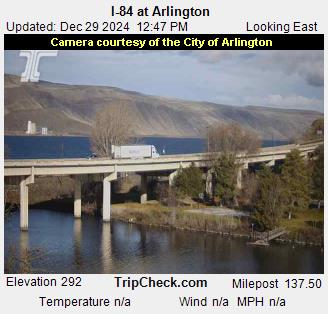 I-84 at Arlington
Updated: Dec 29 2024 12:47 PM Looking East
Camera courtesy of the City of Arlington
Elevation 292 TripCheck.com Milepost 137.50
Temperature n/a Wind n/a MPH n/a